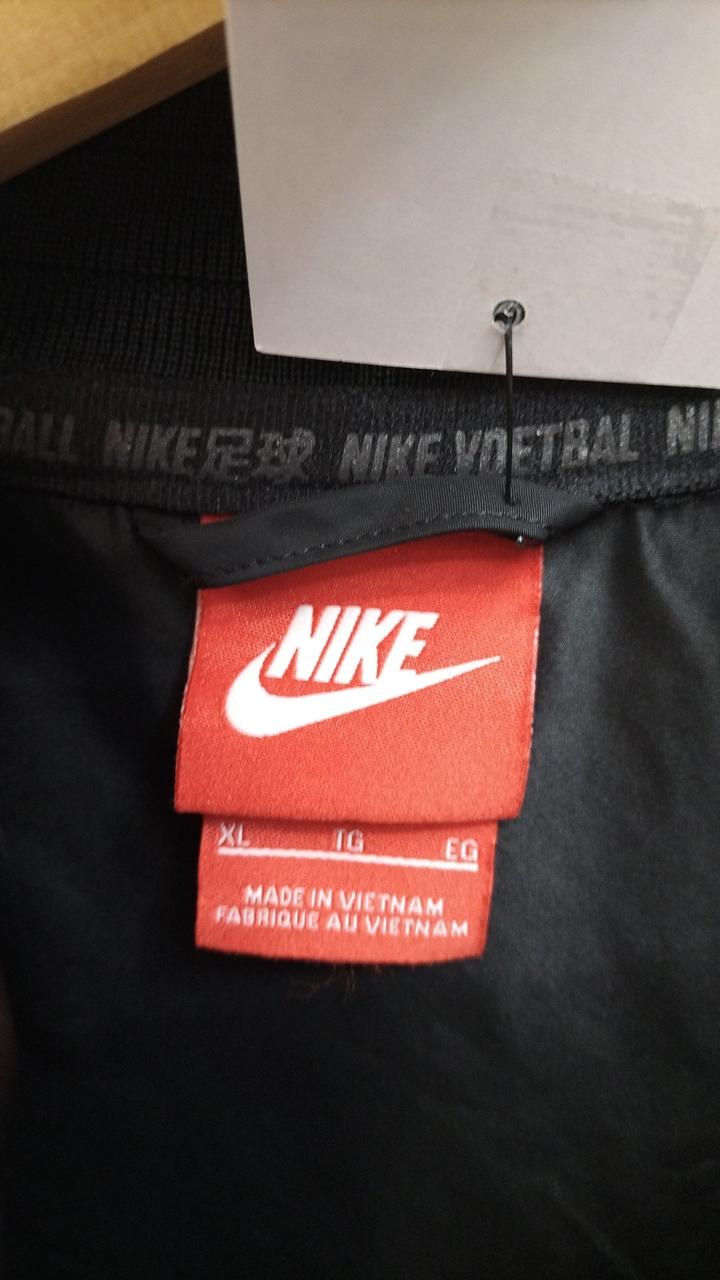 BALL NIKE足球 NIKE VOETBAL NI
NIKE
XL TG EG
MADE IN VIETNAM
FABRIQUE AU VIETNAM